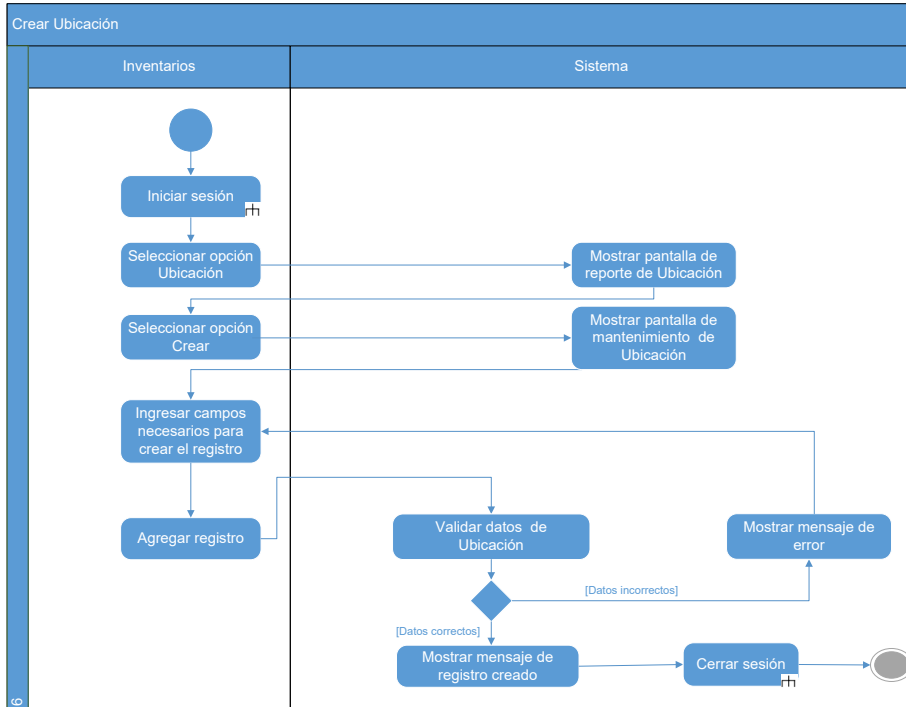 Crear Ubicación
Inventarios
Sistema
Iniciar sesión
Seleccionar opción
Ubicación
Mostrar pantalla de
reporte de Ubicación
Seleccionar opción
Crear
Mostrar pantalla de
mantenimiento de
Ubicación
Ingresar campos
necesarios para
crear el registro
Agregar registro
Validar datos de
Ubicación
Mostrar mensaje de
error
[Datos incorrectos]
[Datos correctos]
Mostrar mensaje de
registro creado
Cerrar sesión